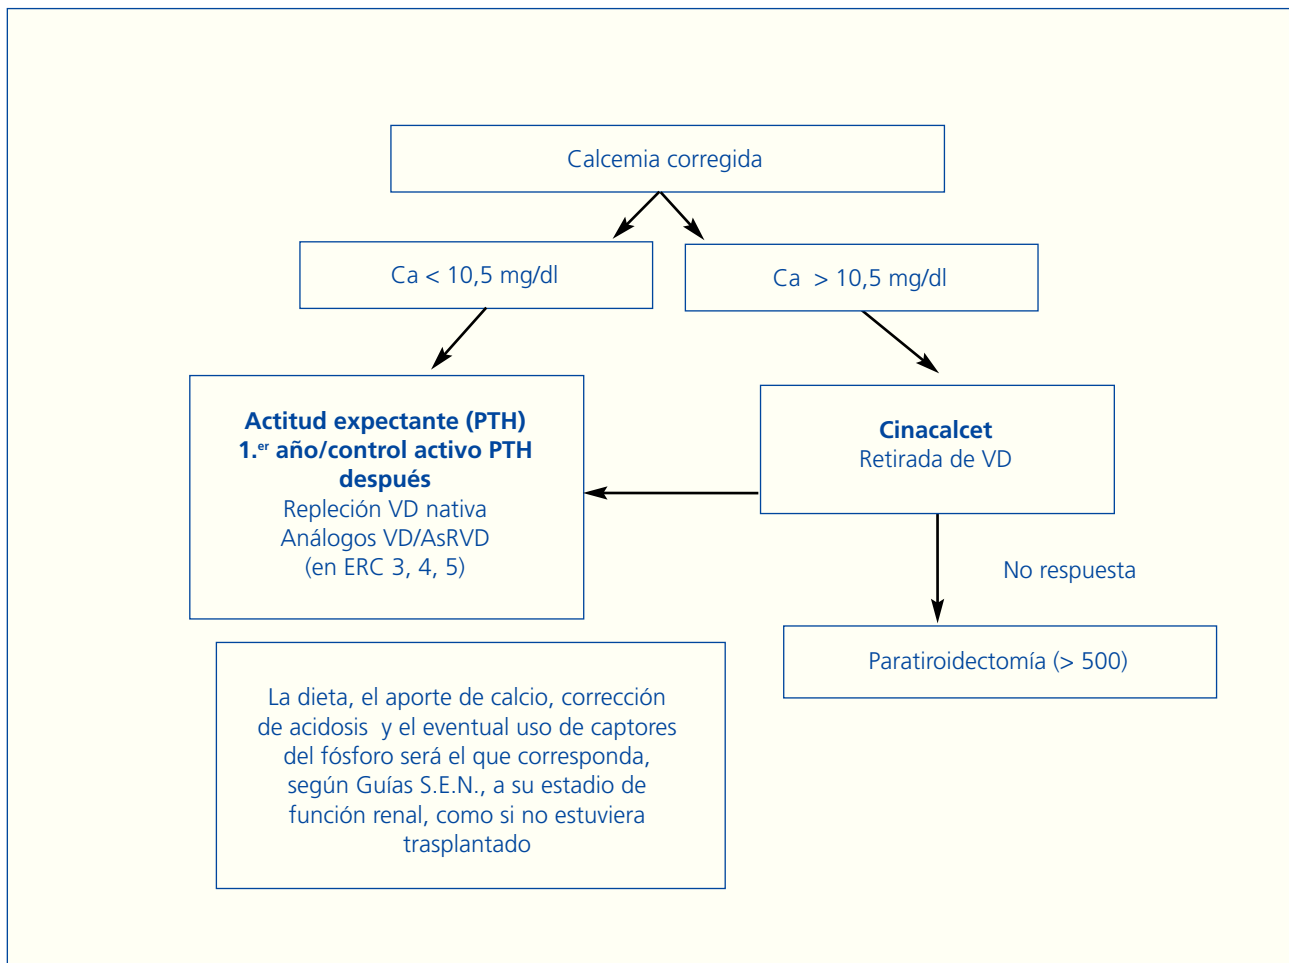 Calcemia corregida
Ca < 10,5 mg/dl
Ca > 10,5 mg/dl
Actitud expectante (PTH)
1.er año/control activo PTH
después
Repleción VD nativa
Análogos VD/AsRVD
(en ERC 3, 4, 5)
Cinacalcet
Retirada de VD
No respuesta
Paratiroidectomía (> 500)
La dieta, el aporte de calcio, corrección
de acidosis y el eventual uso de captores
del fósforo será el que corresponda,
según Guías S.E.N., a su estadio de
función renal, como si no estuviera
trasplantado